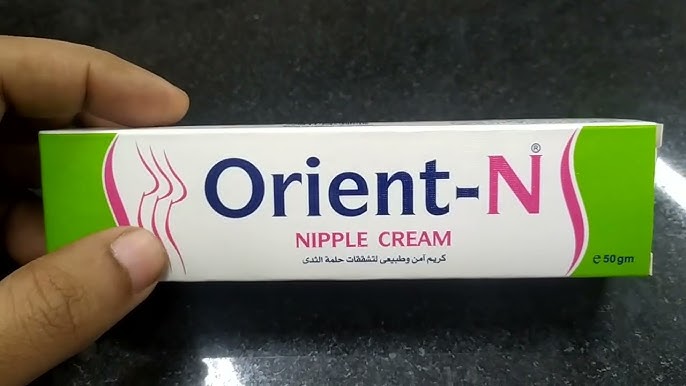 Orient-N®
NIPPLE CREAM
كريم آمن وطبيعى لتشققات حلمة الثدى
℮ 50gm